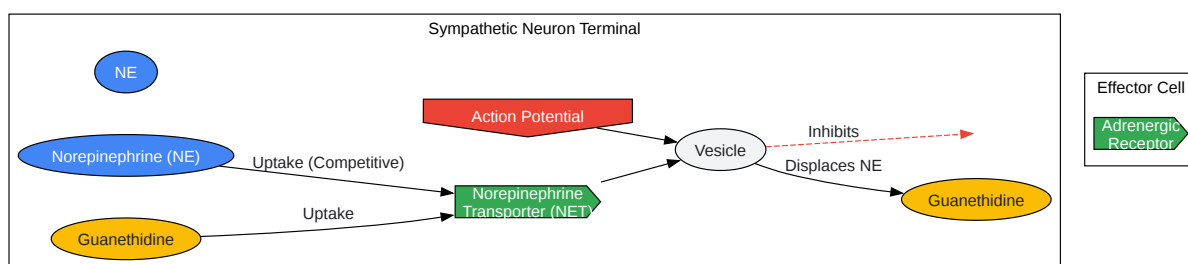 Sympathetic Neuron Terminal
NE
Norepinephrine (NE)
Guanethidine
Uptake (Competitive)
Uptake
Action Potential
Norepinephrine
Transporter (NET)
Vesicle
Inhibits
Displaces NE
Guanethidine
Effector Cell
Adrenergic
Receptor